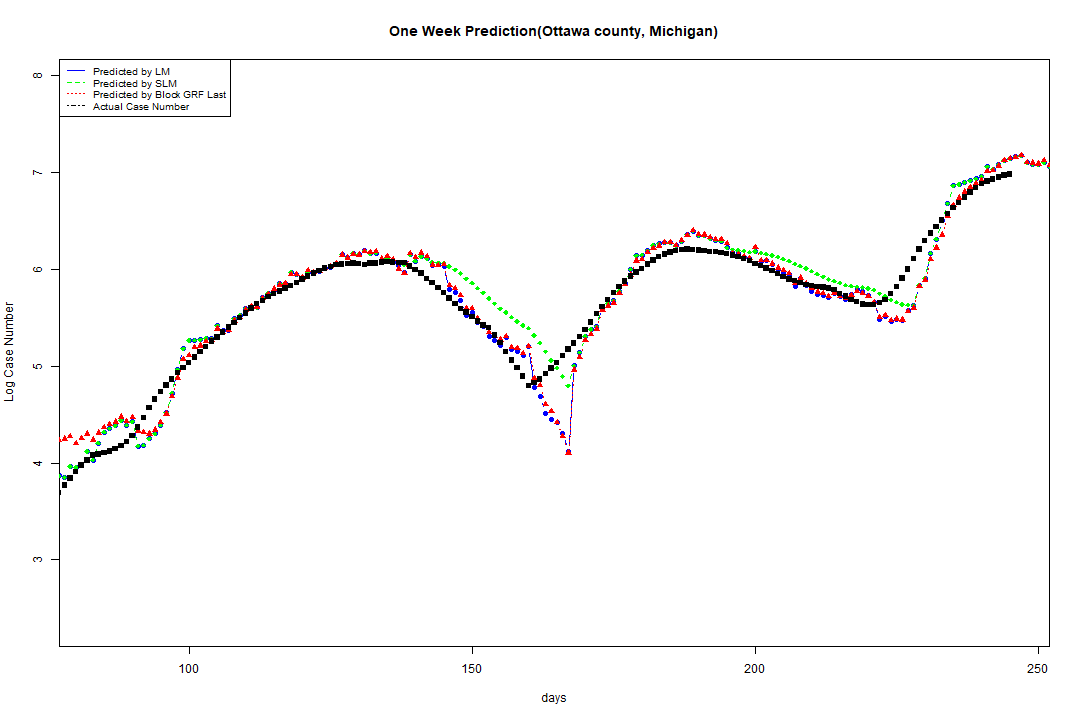 One Week Prediction(Ottawa county, Michigan)
Predicted by LM
Predicted by SLM
Predicted by Block GRF Last
Actual Case Number
8
7
6
5
4
3
Log Case Number
100 150 200 250
days